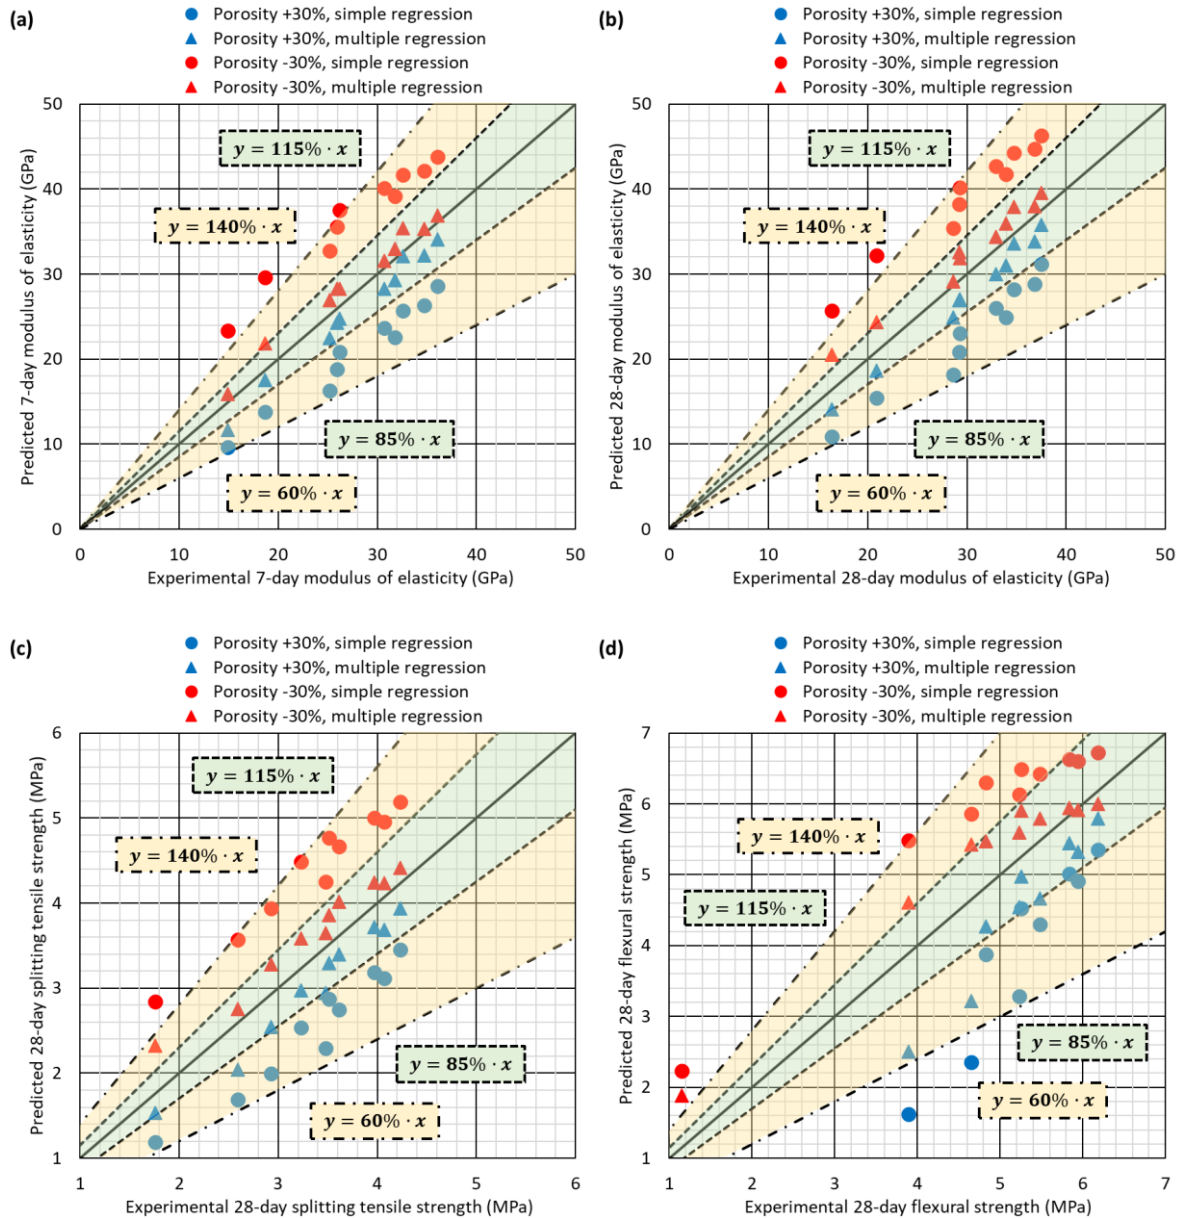 (a)
Porosity +30%, simple regression
Porosity +30%, multiple regression
Porosity -30%, simple regression
Porosity -30%, multiple regression
50
40
30
20
10
0
Predicted 7-day modulus of elasticity (GPa)
y = 115% · x
y = 140% · x
y = 85% · x
y = 60% · x
0 10 20 30 40 50
Experimental 7-day modulus of elasticity (GPa)
(b)
Porosity +30%, simple regression
Porosity +30%, multiple regression
Porosity -30%, simple regression
Porosity -30%, multiple regression
50
40
30
20
10
0
Predicted 28-day modulus of elasticity (GPa)
y = 115% · x
y = 140% · x
y = 85% · x
y = 60% · x
0 10 20 30 40 50
Experimental 28-day modulus of elasticity (GPa)
(c)
Porosity +30%, simple regression
Porosity +30%, multiple regression
Porosity -30%, simple regression
Porosity -30%, multiple regression
6
5
4
3
2
1
Predicted 28-day splitting tensile strength (MPa)
y = 115% · x
y = 140% · x
y = 85% · x
y = 60% · x
1 2 3 4 5 6
Experimental 28-day splitting tensile strength (MPa)
(d)
Porosity +30%, simple regression
Porosity +30%, multiple regression
Porosity -30%, simple regression
Porosity -30%, multiple regression
7
6
5
4
3
2
1
Predicted 28-day flexural strength (MPa)
y = 140% · x
y = 115% · x
y = 85% · x
y = 60% · x
1 2 3 4 5 6 7
Experimental 28-day flexural strength (MPa)